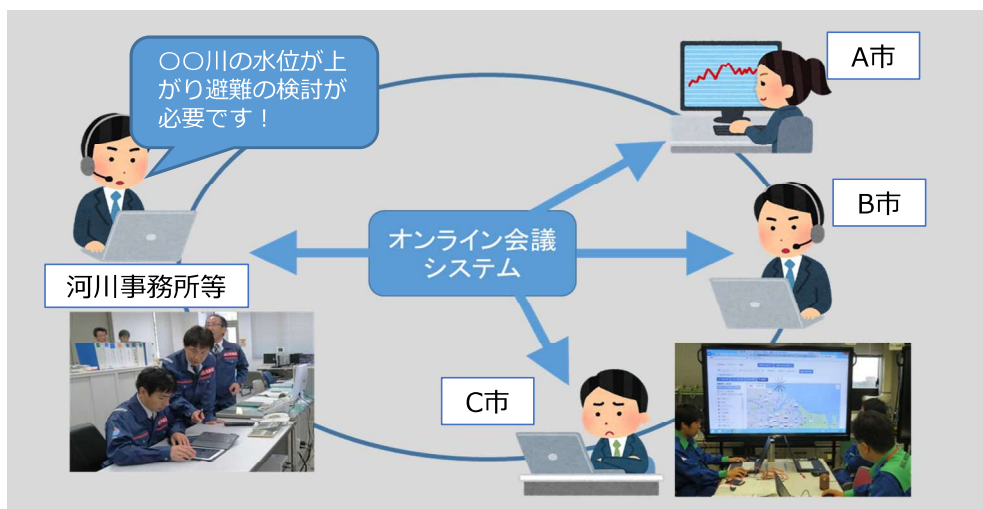 〇〇川の水位が上
がり避難の検討が
必要です！
A市
B市
オンライン会議
システム
河川事務所等
C市